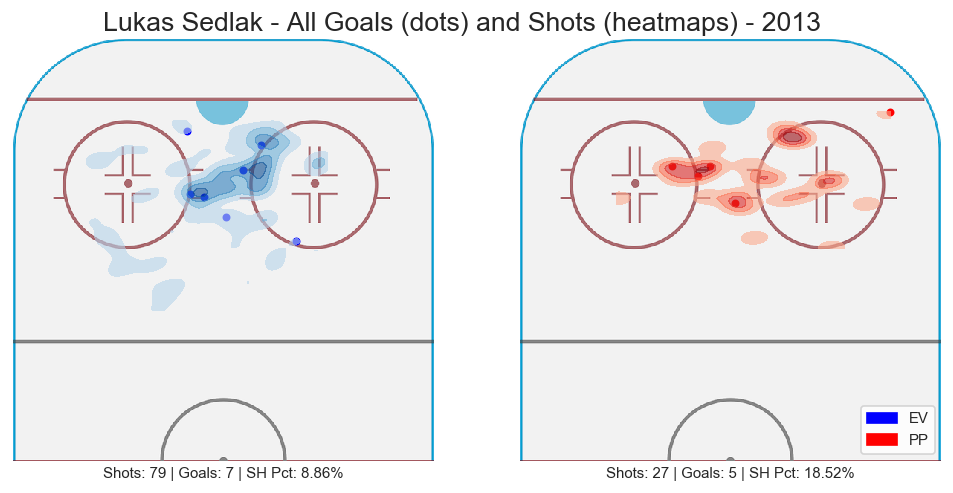 Lukas Sedlak - All Goals (dots) and Shots (heatmaps) - 2013
EV
PP
Shots: 79 | Goals: 7 | SH Pct: 8.86%
Shots: 27 | Goals: 5 | SH Pct: 18.52%